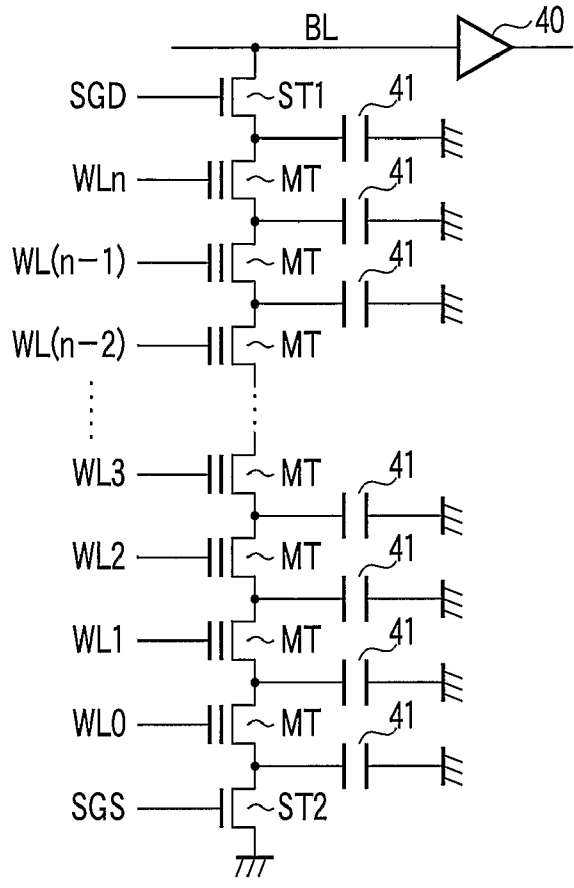 BL
40
SGD
ST1
41
WLn
MT
41
WL(n-1)
MT
41
WL(n-2)
MT
WL3
MT
41
WL2
MT
41
WL1
MT
41
WL0
MT
41
SGS
ST2